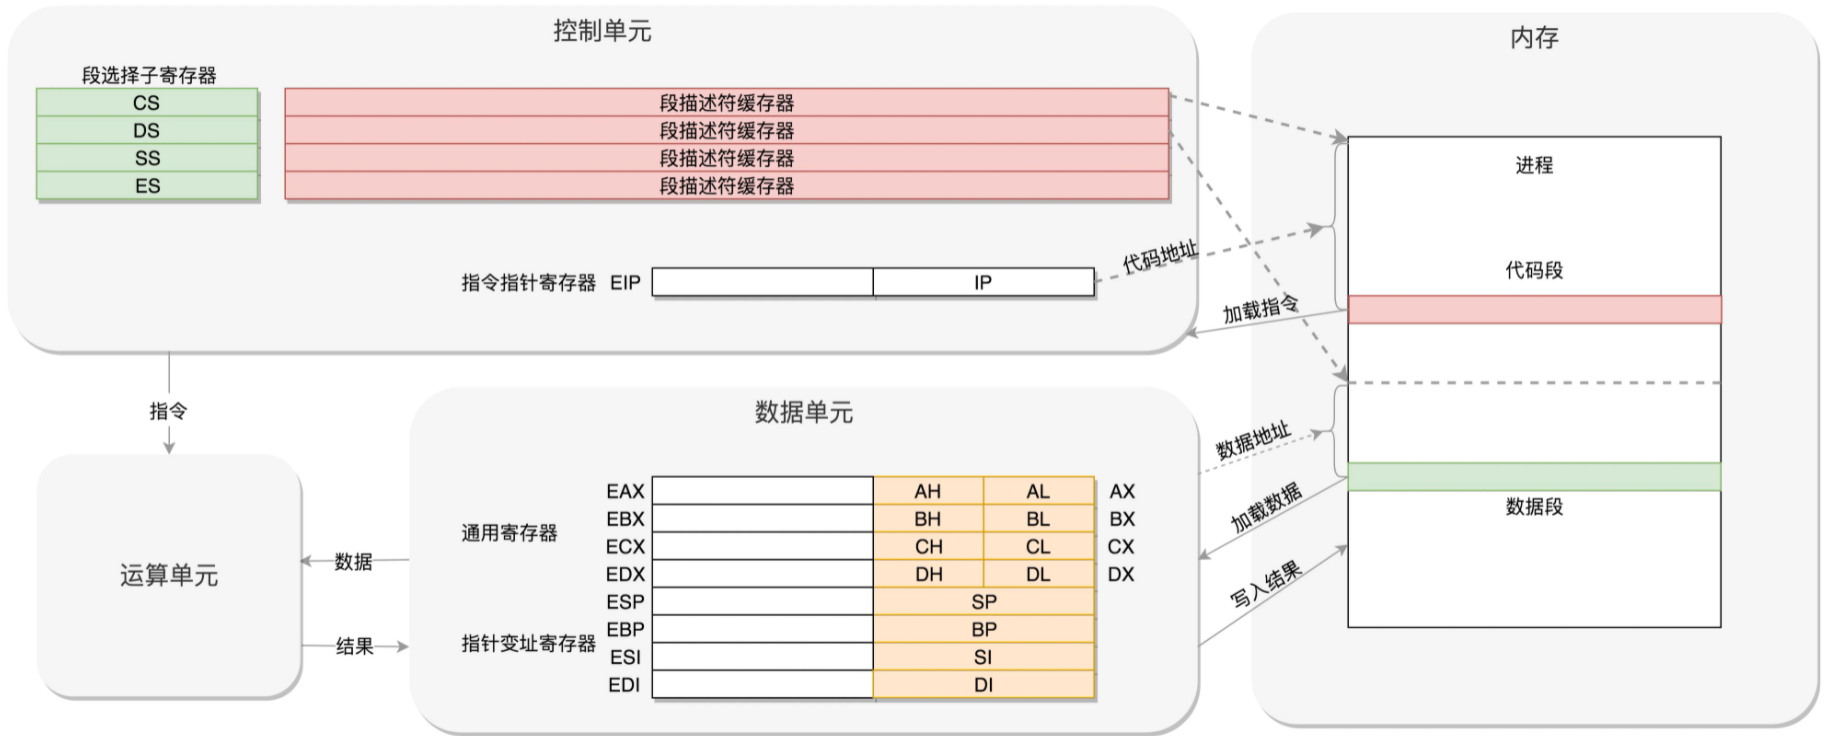 控制单元
段选择子寄存器
CS
DS
SS
ES
段描述符缓存器
段描述符缓存器
段描述符缓存器
段描述符缓存器
指令指针寄存器 EIP IP
代码地址
加载指令
内存
进程
代码段
数据段
指令
运算单元
数据
结果
数据单元
通用寄存器
指针变址寄存器
EAX AH AL AX
EBX BH BL BX
ECX CH CL CX
EDX DH DL DX
ESP SP
EBP BP
ESI SI
EDI DI
数据地址
加载数据
写入结果